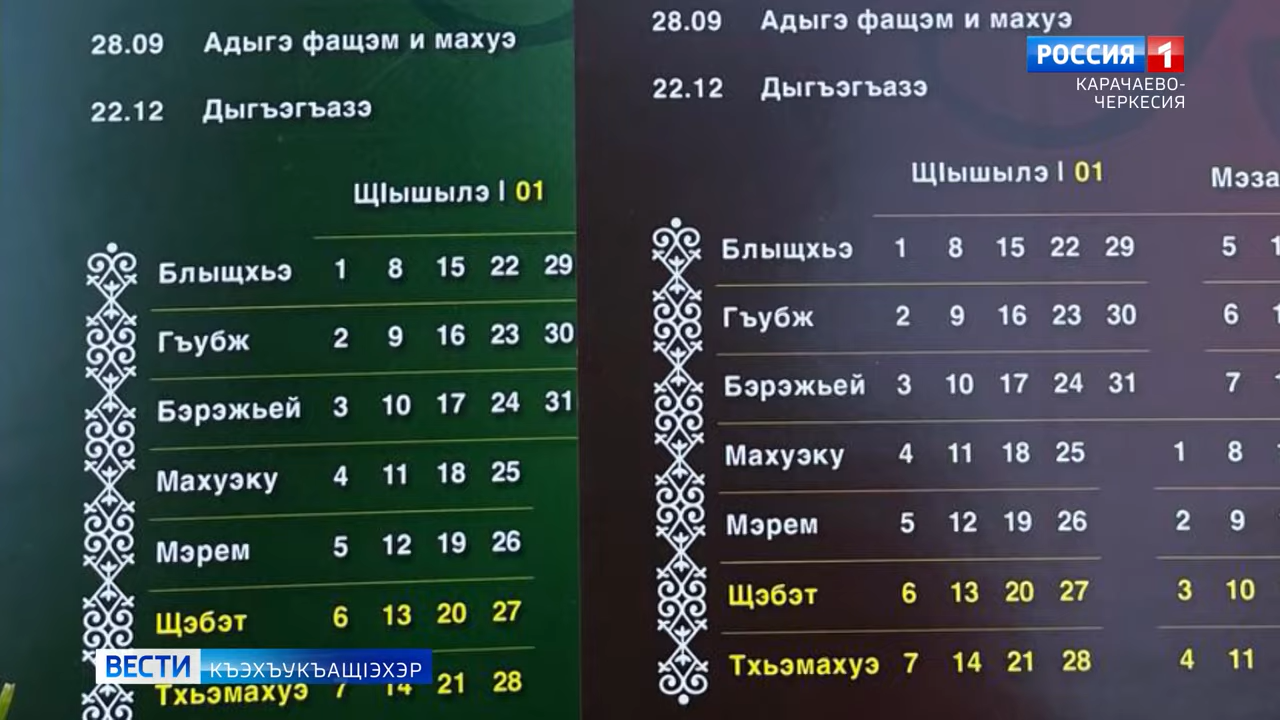 28.09 Адыгэ фащэм и махуэ
22.12 Дыгъэгъазэ
ЩӀышылэ | 01
Блыщхьэ 1 8 15 22 29
Гъубж 2 9 16 23 30
Бэрэжьей 3 10 17 24 31
Махуэку 4 11 18 25
Мэрем 5 12 19 26
Щэбэт 6 13 20 27
Тхьэмахуэ 7 14 21 28
28.09 Адыгэ фащэм и махуэ
22.12 Дыгъэгъазэ
ЩӀышылэ | 01
Блыщхьэ 1 8 15 22 29 5
Гъубж 2 9 16 23 30 6
Бэрэжьей 3 10 17 24 31 7
Махуэку 4 11 18 25 1 8
Мэрем 5 12 19 26 2 9
Щэбэт 6 13 20 27 3 10
Тхьэмахуэ 7 14 21 28 4 11
РОССИЯ 1
КАРАЧАЕВО-
ЧЕРКЕСИЯ
ВЕСТИ КЪЭХЪУКЪАЩӀЭХЭР